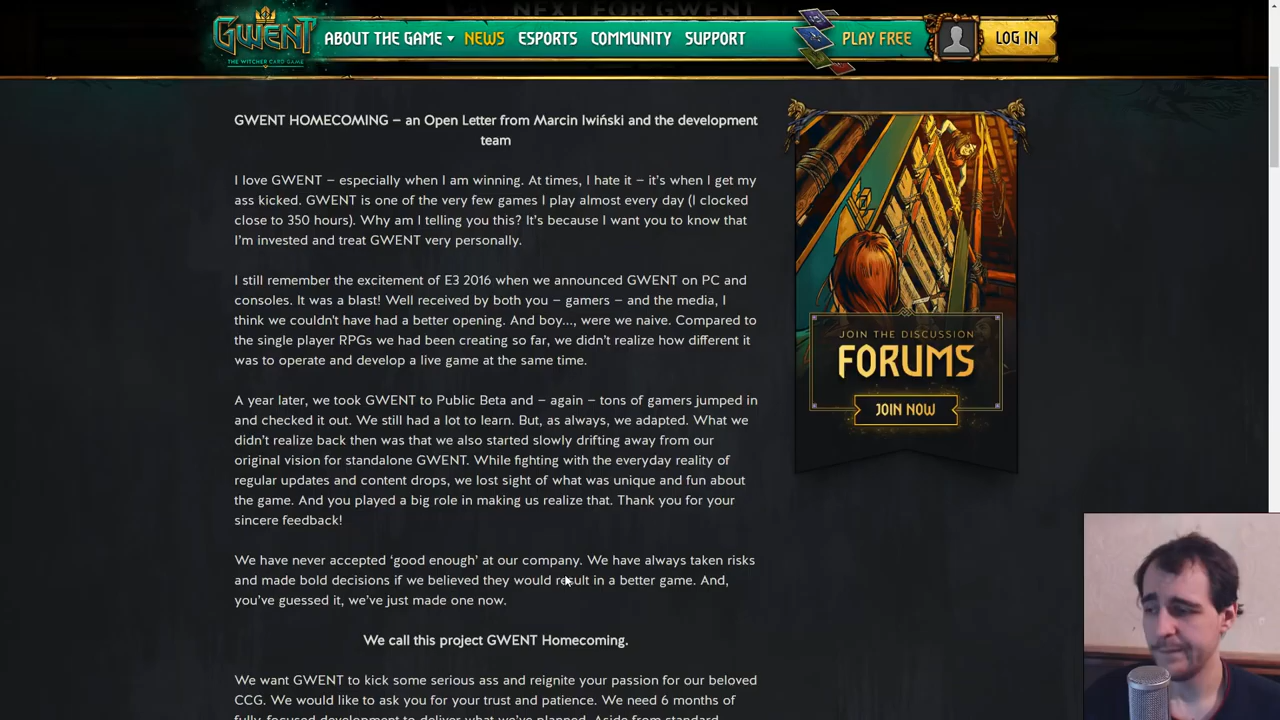 NEXT FOR GWENT
GWENT
THE WITCHER CARD GAME
ABOUT THE GAME NEWS ESPORTS COMMUNITY SUPPORT PLAY FREE LOG IN
GWENT HOMECOMING – an Open Letter from Marcin Iwiński and the development
team
I love GWENT – especially when I am winning. At times, I hate it – it's when I get my
ass kicked. GWENT is one of the very few games I play almost every day (I clocked
close to 350 hours). Why am I telling you this? It's because I want you to know that
I'm invested and treat GWENT very personally.
I still remember the excitement of E3 2016 when we announced GWENT on PC and
consoles. It was a blast! Well received by both you – gamers – and the media, I
think we couldn't have had a better opening. And boy…, were we naive. Compared to
the single player RPGs we had been creating so far, we didn't realize how different it
was to operate and develop a live game at the same time.
A year later, we took GWENT to Public Beta and – again – tons of gamers jumped in
and checked it out. We still had a lot to learn. But, as always, we adapted. What we
didn't realize back then was that we also started slowly drifting away from our
original vision for standalone GWENT. While fighting with the everyday reality of
regular updates and content drops, we lost sight of what was unique and fun about
the game. And you played a big role in making us realize that. Thank you for your
sincere feedback!
We have never accepted 'good enough' at our company. We have always taken risks
and made bold decisions if we believed they would result in a better game. And,
you've guessed it, we've just made one now.
We call this project GWENT Homecoming.
We want GWENT to kick some serious ass and reignite your passion for our beloved
CCG. We would like to ask you for your trust and patience. We need 6 months of
fully-focused development to deliver what we've planned. Aside from standard
JOIN THE DISCUSSION
FORUMS
JOIN NOW